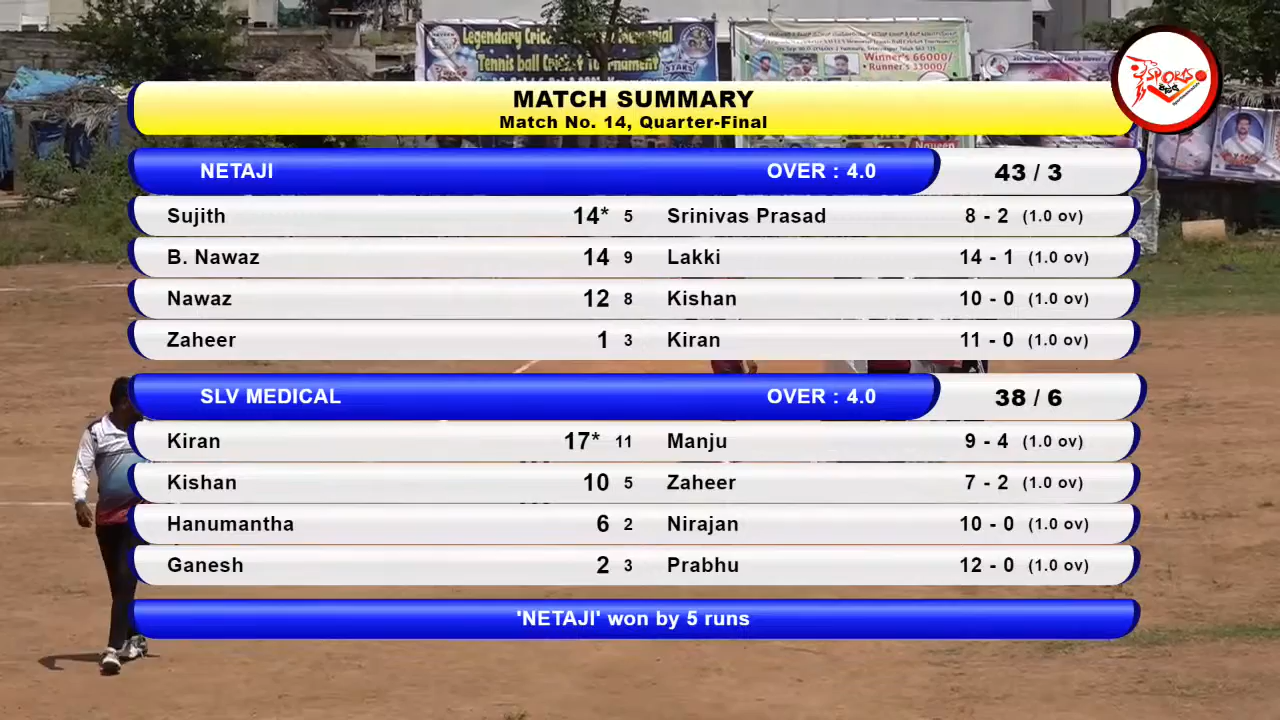 Legendary Cric
Memorial
Tennis ball Cricket Tournament
STARS
Winner's 66000/
Runner's 33000/
SPORTS
MATCH SUMMARY
Match No. 14, Quarter-Final
Naveen
NETAJI OVER : 4.0 43 / 3
Sujith 14* 5 Srinivas Prasad 8 - 2 (1.0 ov)
B. Nawaz 14 9 Lakki 14 - 1 (1.0 ov)
Nawaz 12 8 Kishan 10 - 0 (1.0 ov)
Zaheer 1 3 Kiran 11 - 0 (1.0 ov)
SLV MEDICAL OVER : 4.0 38 / 6
Kiran 17* 11 Manju 9 - 4 (1.0 ov)
Kishan 10 5 Zaheer 7 - 2 (1.0 ov)
Hanumantha 6 2 Nirajan 10 - 0 (1.0 ov)
Ganesh 2 3 Prabhu 12 - 0 (1.0 ov)
'NETAJI' won by 5 runs